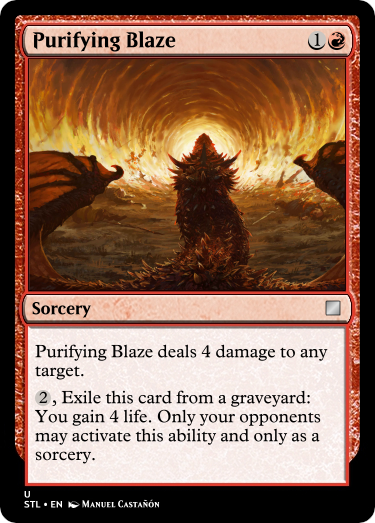 Purifying Blaze 1
Sorcery
Purifying Blaze deals 4 damage to any
target.
2, Exile this card from a graveyard:
You gain 4 life. Only your opponents
may activate this ability and only as a
sorcery.
U
STL • EN Manuel Castañón